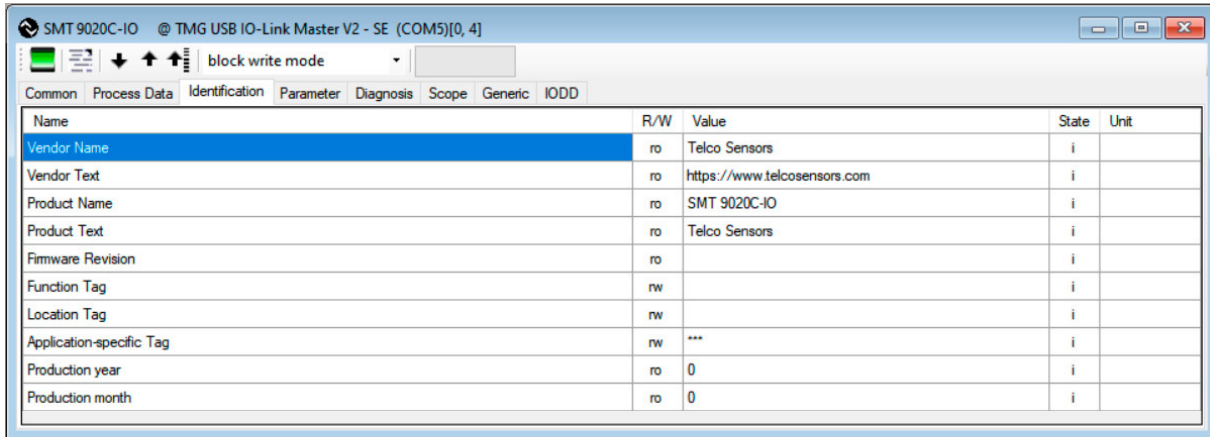 SMT 9020C-IO @ TMG USB IO-Link Master V2 - SE (COM5)[0, 4]
block write mode
Common Process Data Identification Parameter Diagnosis Scope Generic IODD
Name R/W Value State Unit
Vendor Name ro Telco Sensors i
Vendor Text ro https://www.telcosensors.com i
Product Name ro SMT 9020C-IO i
Product Text ro Telco Sensors i
Firmware Revision ro i
Function Tag rw i
Location Tag rw i
Application-specific Tag rw *** i
Production year ro 0 i
Production month ro 0 i